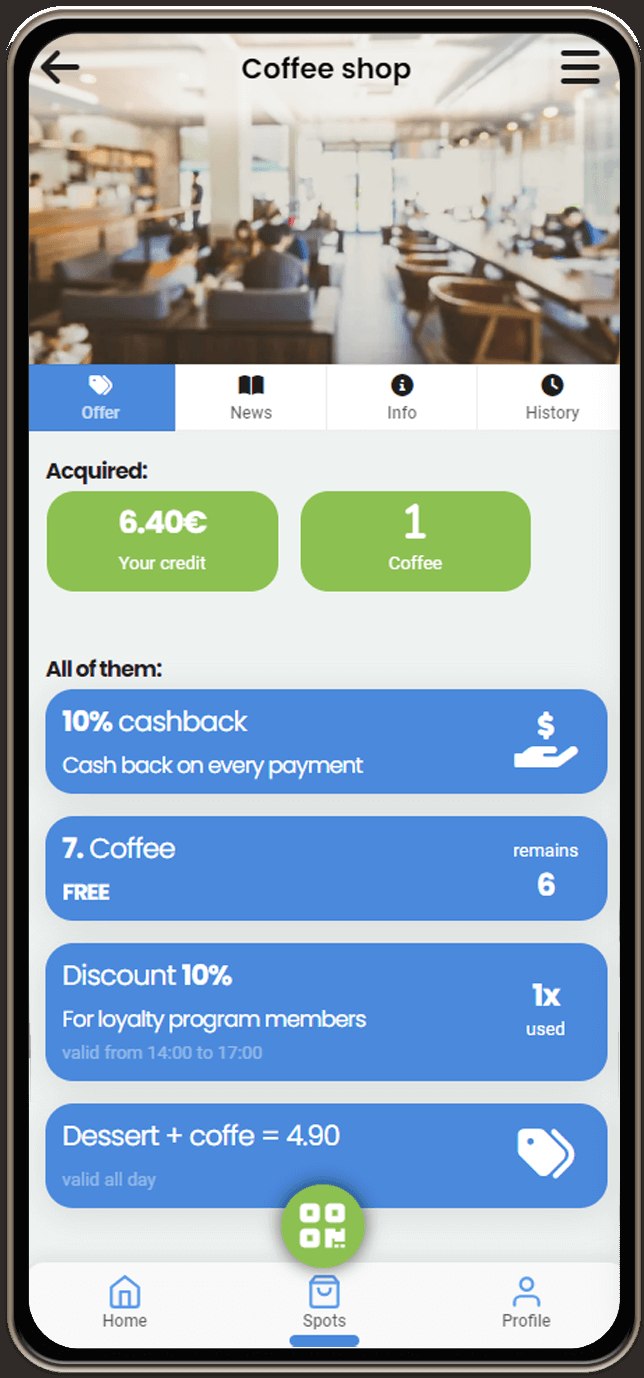 Coffee shop
Offer
News
Info
History
Acquired:
6.40€
Your credit
1
Coffee
All of them:
10% cashback
$
Cash back on every payment
7. Coffee
FREE
remains
6
Discount 10%
For loyalty program members
valid from 14:00 to 17:00
1x
used
Dessert + coffe = 4.90
valid all day
Home
Spots
Profile